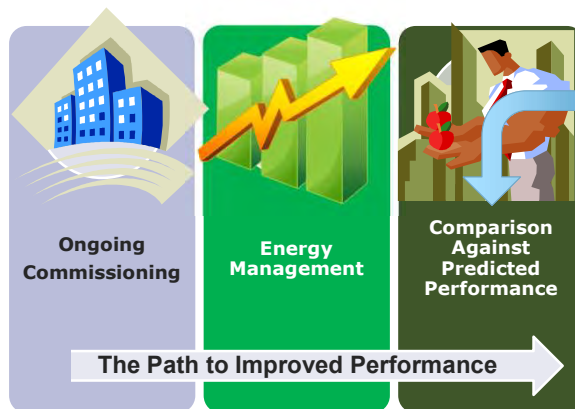 Ongoing
Commissioning
Energy
Management
Comparison
Against
Predicted
Performance
The Path to Improved Performance